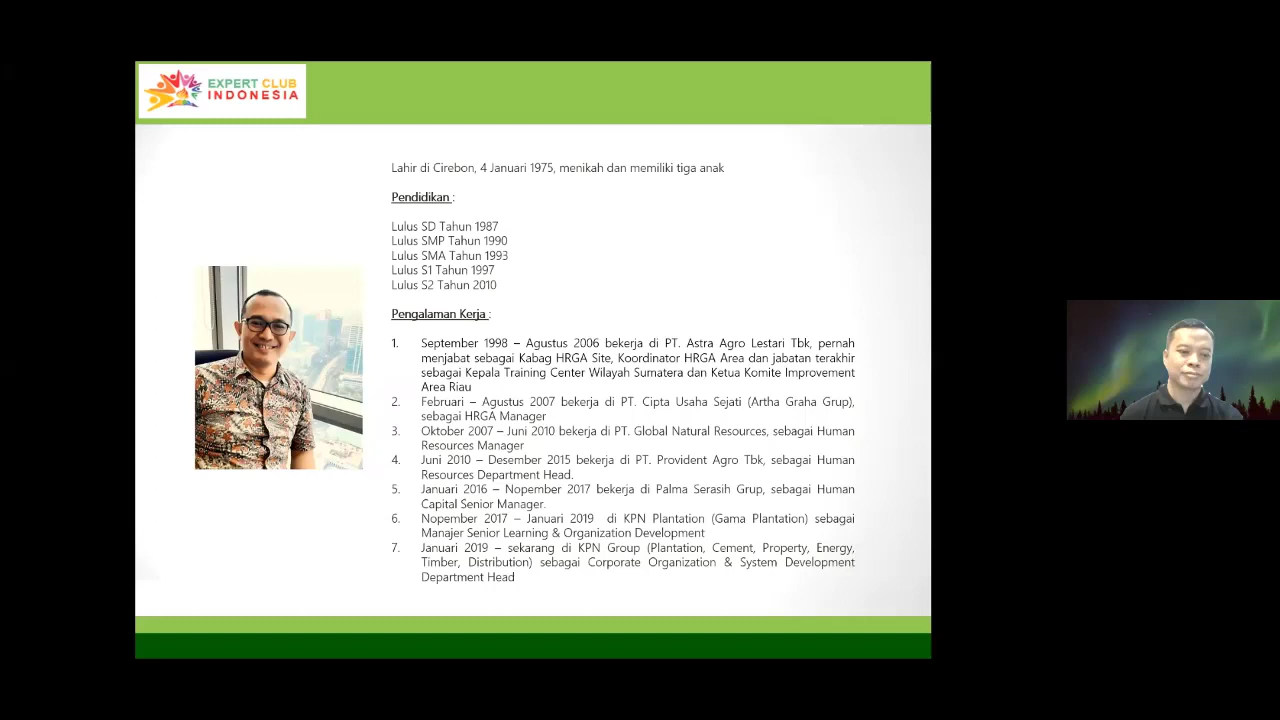 EXPERT CLUB
INDONESIA
Lahir di Cirebon, 4 Januari 1975, menikah dan memiliki tiga anak
Pendidikan :
Lulus SD Tahun 1987
Lulus SMP Tahun 1990
Lulus SMA Tahun 1993
Lulus S1 Tahun 1997
Lulus S2 Tahun 2010
Pengalaman Kerja :
1. September 1998 – Agustus 2006 bekerja di PT. Astra Agro Lestari Tbk, pernah
menjabat sebagai Kabag HRGA Site, Koordinator HRGA Area dan jabatan terakhir
sebagai Kepala Training Center Wilayah Sumatera dan Ketua Komite Improvement
Area Riau
2. Februari – Agustus 2007 bekerja di PT. Cipta Usaha Sejati (Artha Graha Grup),
sebagai HRGA Manager
3. Oktober 2007 – Juni 2010 bekerja di PT. Global Natural Resources, sebagai Human
Resources Manager
4. Juni 2010 – Desember 2015 bekerja di PT. Provident Agro Tbk, sebagai Human
Resources Department Head.
5. Januari 2016 – Nopember 2017 bekerja di Palma Serasih Grup, sebagai Human
Capital Senior Manager.
6. Nopember 2017 – Januari 2019 di KPN Plantation (Gama Plantation) sebagai
Manajer Senior Learning & Organization Development
7. Januari 2019 – sekarang di KPN Group (Plantation, Cement, Property, Energy,
Timber, Distribution) sebagai Corporate Organization & System Development
Department Head